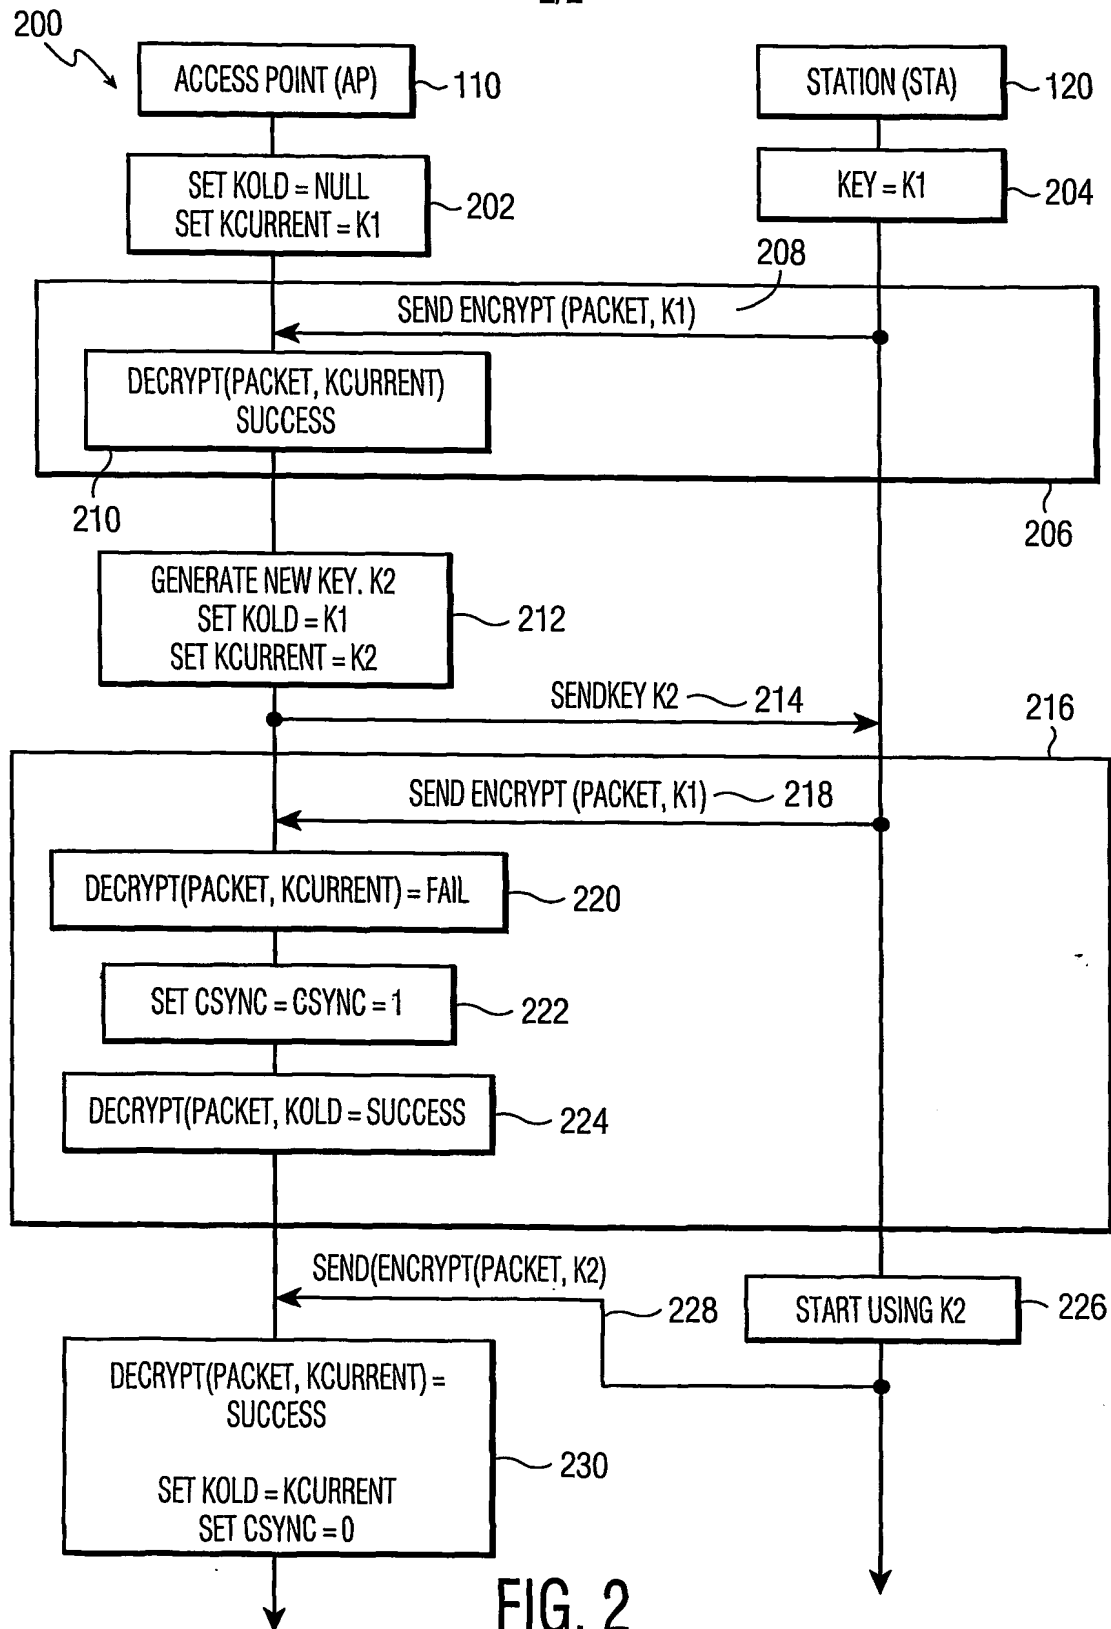 200
ACCESS POINT (AP)
110
STATION (STA)
120
SET KOLD = NULL
SET KCURRENT = K1
202
KEY = K1
204
208
SEND ENCRYPT (PACKET, K1)
DECRYPT(PACKET, KCURRENT)
SUCCESS
210
206
GENERATE NEW KEY. K2
SET KOLD = K1
SET KCURRENT = K2
212
SENDKEY K2
214
216
SEND ENCRYPT (PACKET, K1)
218
DECRYPT(PACKET, KCURRENT) = FAIL
220
SET CSYNC = CSYNC = 1
222
DECRYPT(PACKET, KOLD = SUCCESS
224
SEND(ENCRYPT(PACKET, K2)
228
START USING K2
226
DECRYPT(PACKET, KCURRENT) =
SUCCESS
SET KOLD = KCURRENT
SET CSYNC = 0
230
FIG. 2